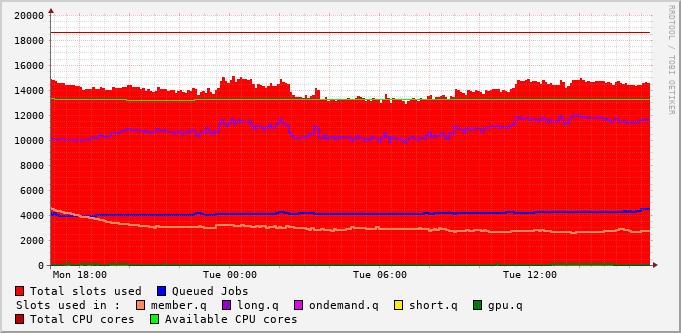 20000
18000
16000
14000
12000
10000
8000
6000
4000
2000
0
Mon 18:00 Tue 00:00 Tue 06:00 Tue 12:00
RRDTOOL / TOBI OETIKER
Total slots used Queued Jobs
Slots used in : member.q long.q ondemand.q short.q gpu.q
Total CPU cores Available CPU cores